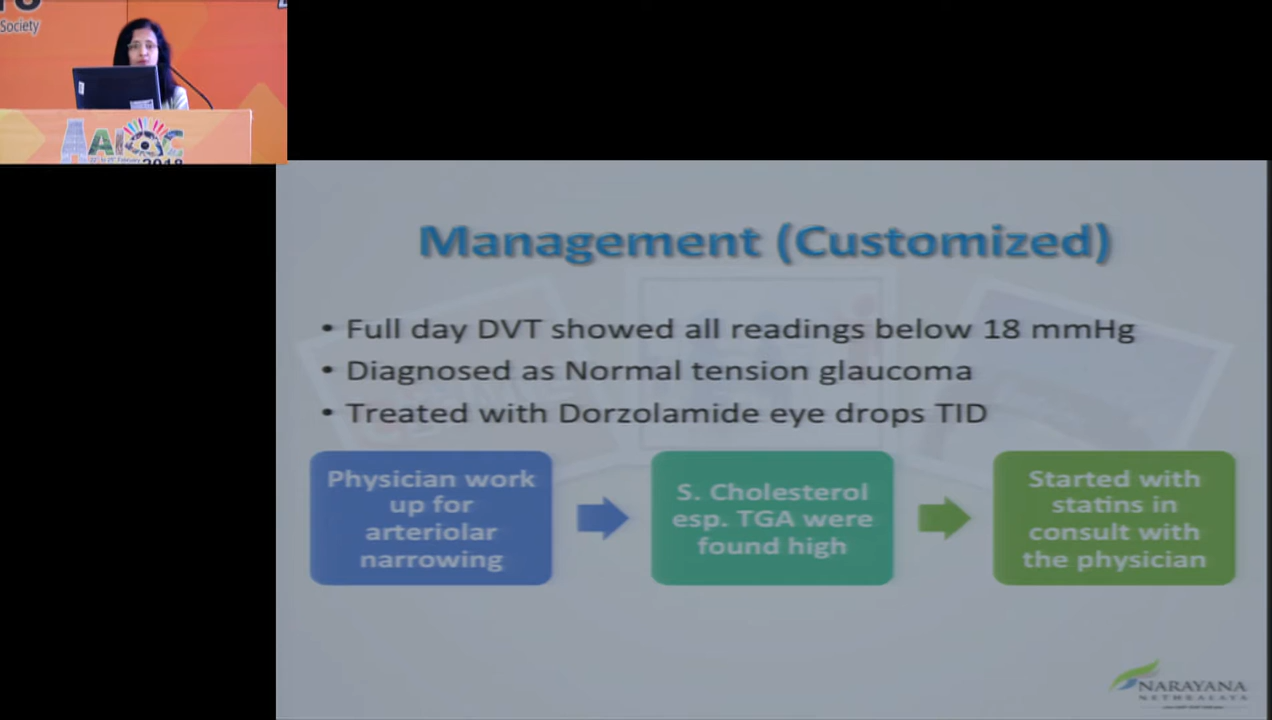 Society
AIOC
2018
Management (Customized)
• Full day DVT showed all readings below 18 mmHg
• Diagnosed as Normal tension glaucoma
• Treated with Dorzolamide eye drops TID
Physician work
up for
arteriolar
narrowing
S. Cholesterol
esp. TGA were
found high
Started with
statins in
consult with
the physician
NARAYANA
NETHRALAYA